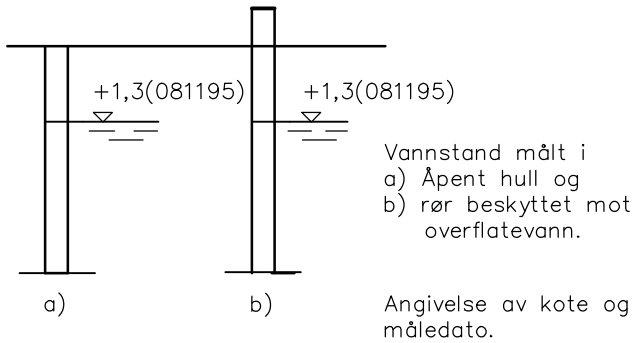 +1,3(081195)
+1,3(081195)
Vannstand målt i
a) Åpent hull og
b) rør beskyttet mot
overflatevann.
a)
b)
Angivelse av kote og
måledato.